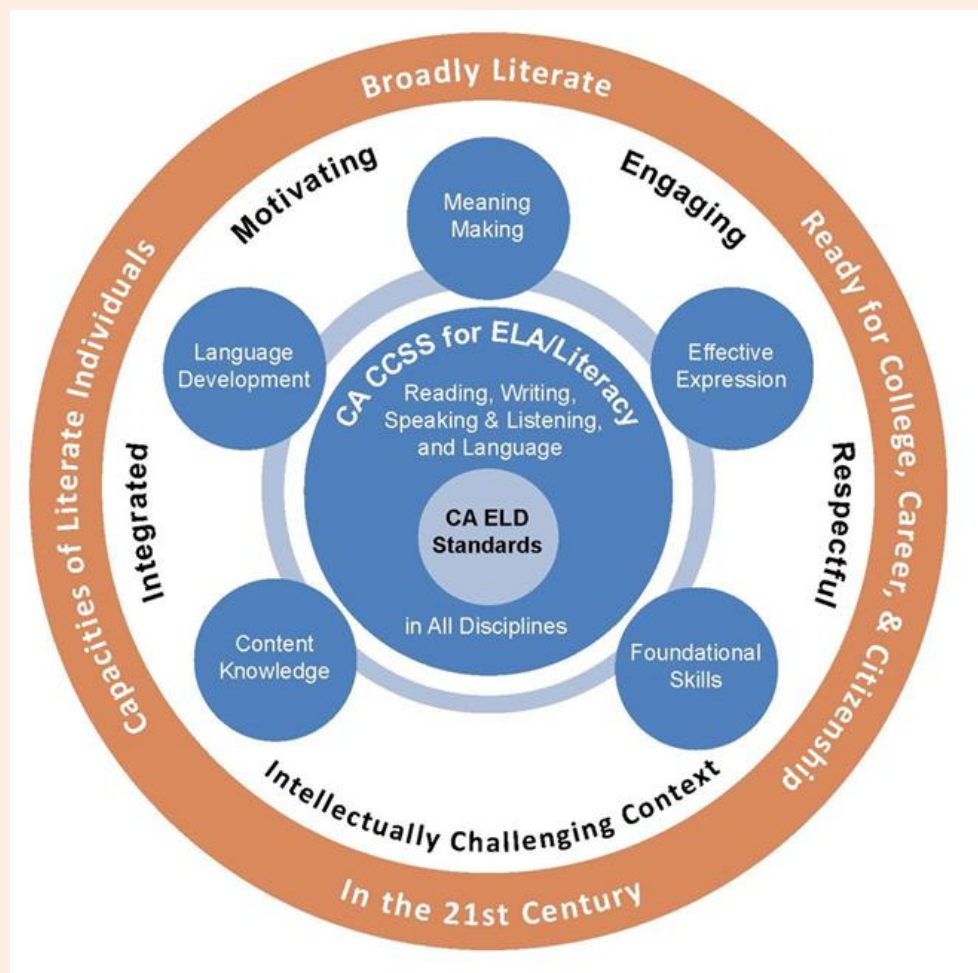 Broadly Literate
Ready for College, Career, & Citizenship
In the 21st Century
Capacities of Literate Individuals
Motivating
Engaging
Respectful
Intellectually Challenging Context
Integrated
Meaning
Making
Effective
Expression
Foundational
Skills
Content
Knowledge
Language
Development
CA CCSS for ELA/Literacy
Reading, Writing,
Speaking & Listening,
and Language
CA ELD
Standards
in All Disciplines